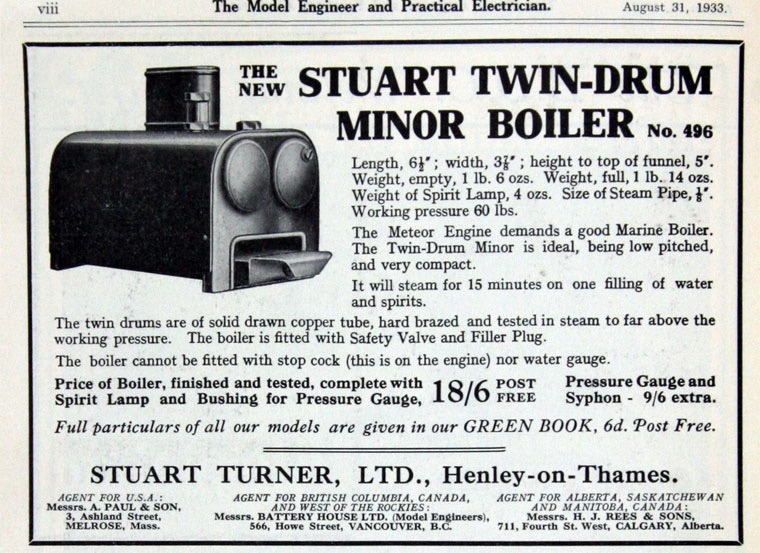 viii The Model Engineer and Practical Electrician. August 31, 1933.
THE NEW STUART TWIN-DRUM
MINOR BOILER No. 496
Length, 6½″; width, 3⅞″; height to top of funnel, 5″.
Weight, empty, 1 lb. 6 ozs. Weight, full, 1 lb. 14 ozs.
Weight of Spirit Lamp, 4 ozs. Size of Steam Pipe, ⅛″.
Working pressure 60 lbs.
The Meteor Engine demands a good Marine Boiler.
The Twin-Drum Minor is ideal, being low pitched,
and very compact.
It will steam for 15 minutes on one filling of water
and spirits.
The twin drums are of solid drawn copper tube, hard brazed and tested in steam to far above the
working pressure. The boiler is fitted with Safety Valve and Filler Plug.
The boiler cannot be fitted with stop cock (this is on the engine) nor water gauge.
Price of Boiler, finished and tested, complete with
Spirit Lamp and Bushing for Pressure Gauge, 18/6 POST FREE
Pressure Gauge and
Syphon - 9/6 extra.
Full particulars of all our models are given in our GREEN BOOK, 6d. Post Free.
STUART TURNER, LTD., Henley-on-Thames.
AGENT FOR U.S.A.:
Messrs. A. PAUL & SON,
3, Ashland Street,
MELROSE, Mass.
AGENT FOR BRITISH COLUMBIA, CANADA,
AND WEST OF THE ROCKIES:
Messrs. BATTERY HOUSE LTD. (Model Engineers),
566, Howe Street, VANCOUVER, B.C.
AGENT FOR ALBERTA, SASKATCHEWAN
AND MANITOBA, CANADA:
Messrs. H. J. REES & SONS,
711, Fourth St. West, CALGARY, Alberta.